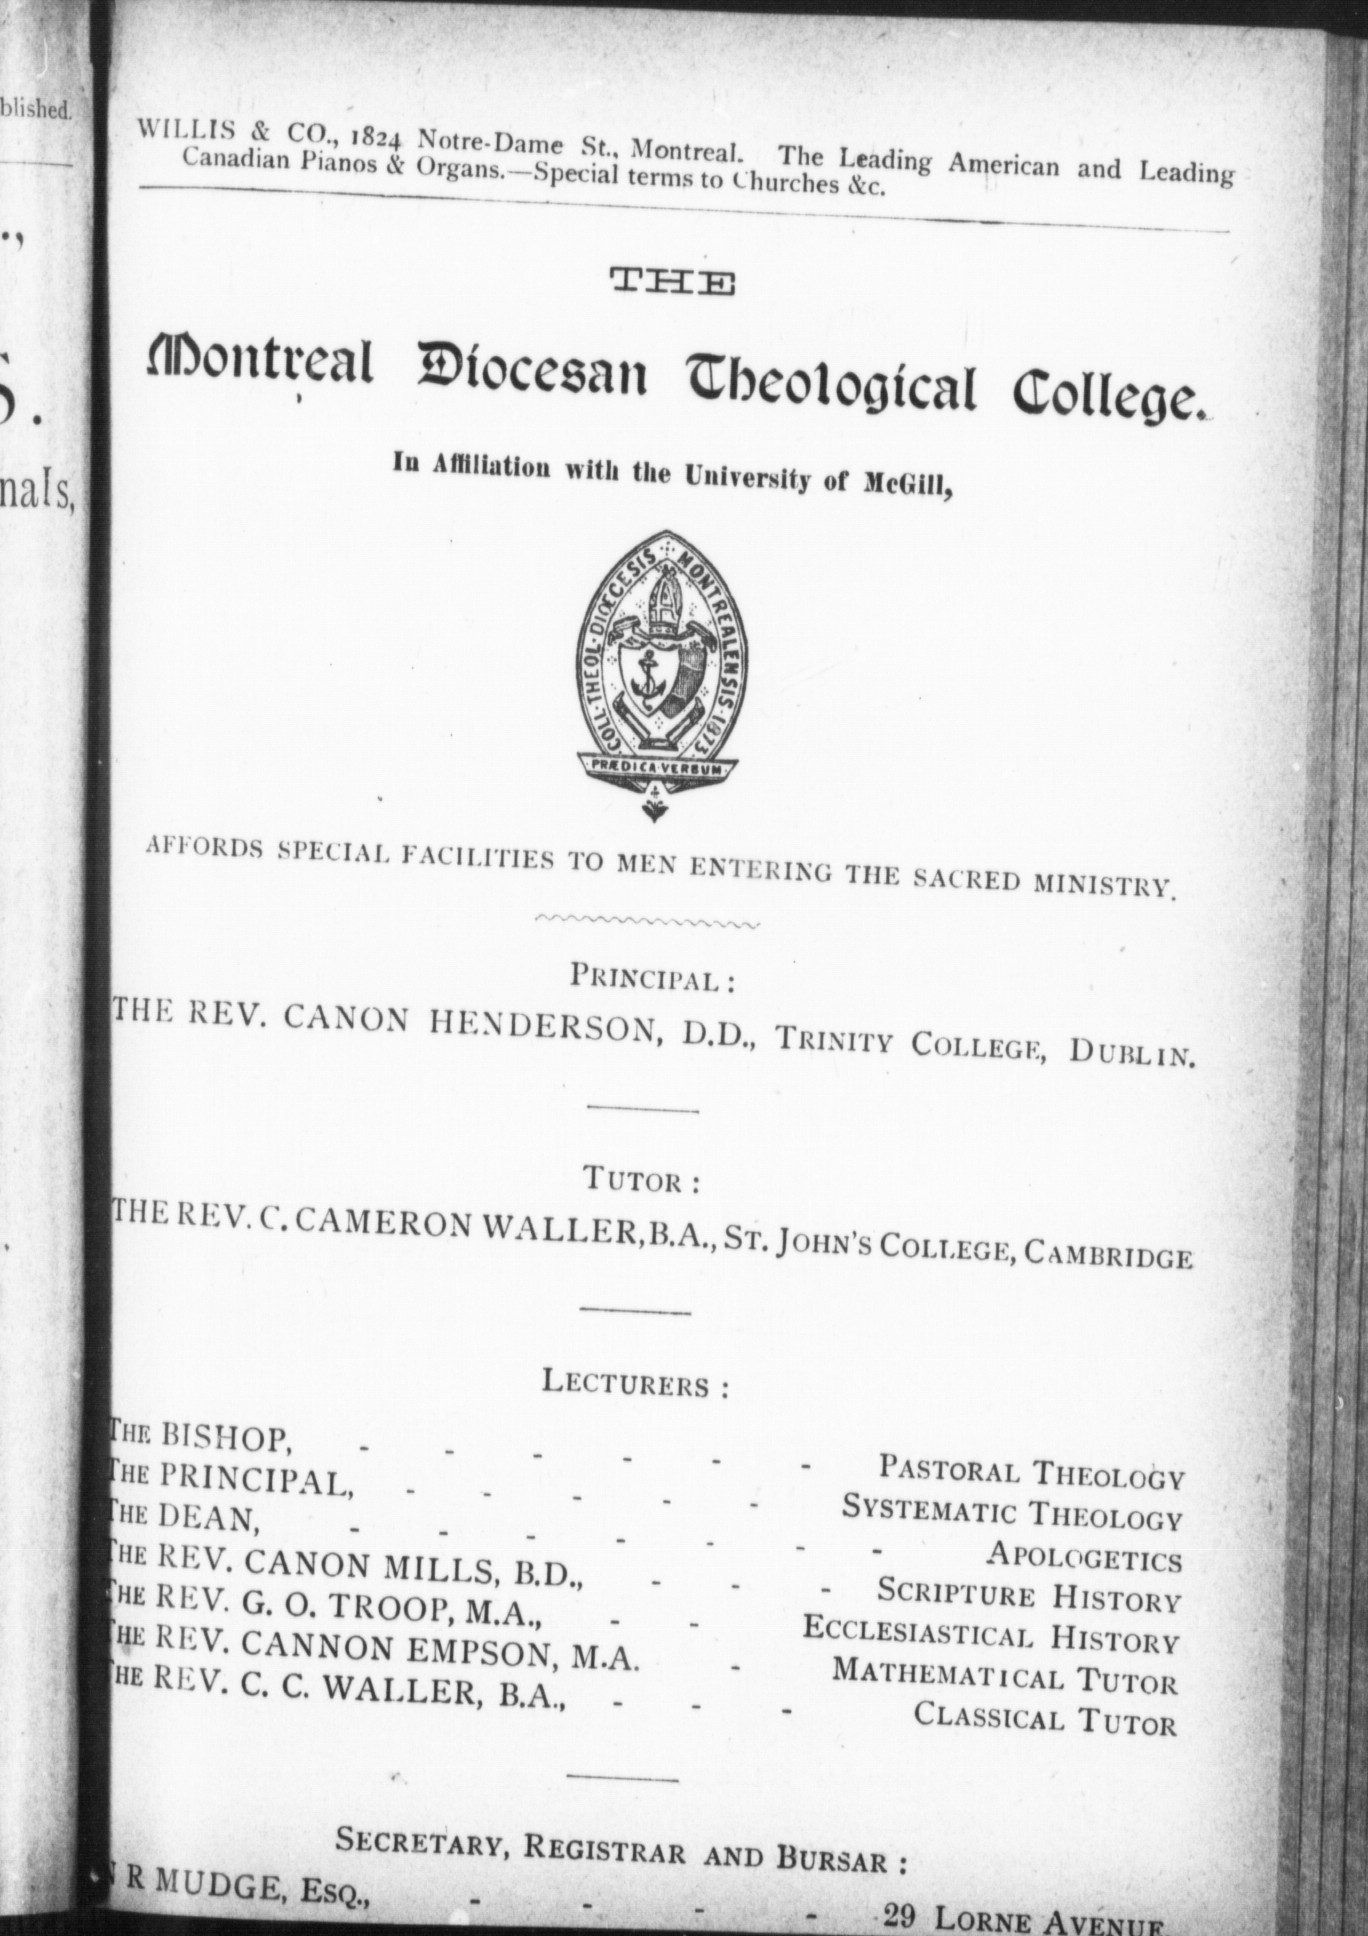 blished.
nals,
WILLIS & CO., 1824 Notre-Dame St., Montreal. The Leading American and Leading
Canadian Pianos & Organs.—Special terms to Churches &c.
THE
Montreal Diocesan Theological College.
In Affiliation with the University of McGill,
COLL·THEOL·DIŒCESIS·MONTREALENSIS·1873
PRÆDICA·VERBUM
AFFORDS SPECIAL FACILITIES TO MEN ENTERING THE SACRED MINISTRY.
PRINCIPAL:
THE REV. CANON HENDERSON, D.D., TRINITY COLLEGE, DUBLIN.
TUTOR:
THE REV. C. CAMERON WALLER, B.A., ST. JOHN'S COLLEGE, CAMBRIDGE
LECTURERS:
THE BISHOP, - - - - - - PASTORAL THEOLOGY
THE PRINCIPAL, - - - - - SYSTEMATIC THEOLOGY
THE DEAN, - - - - - - - APOLOGETICS
THE REV. CANON MILLS, B.D., - - - SCRIPTURE HISTORY
THE REV. G. O. TROOP, M.A., - - ECCLESIASTICAL HISTORY
THE REV. CANNON EMPSON, M.A. - MATHEMATICAL TUTOR
THE REV. C. C. WALLER, B.A., - - - CLASSICAL TUTOR
SECRETARY, REGISTRAR AND BURSAR:
R MUDGE, ESQ., - - - - 29 LORNE AVENUE.